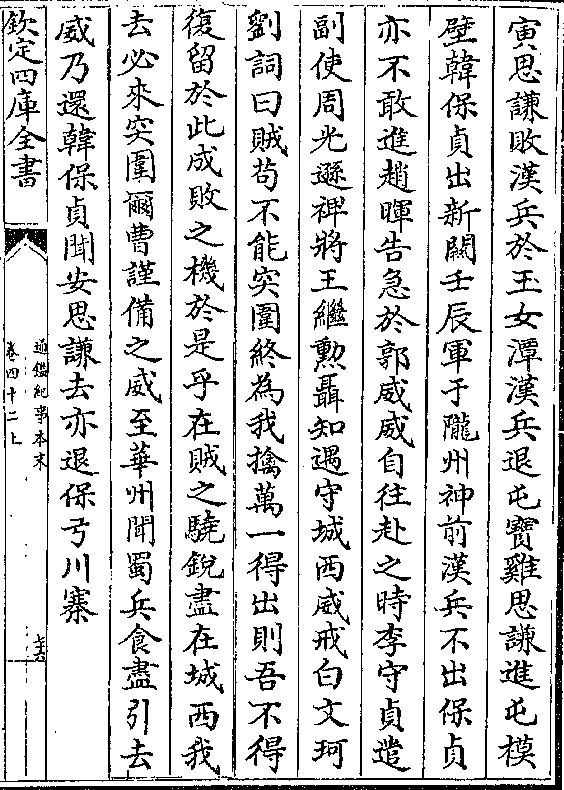 寅思謙敗漢兵於玉女潭漢兵退屯寶雞思謙進屯模
壁韓保貞出新關壬辰軍于隴州神前漢兵不出保貞
亦不敢進趙暉告急於郭威威自往赴之時李守貞遣
副使周光遜裨將王繼勲聶知遇守城西威戒白文珂
劉詞曰賊苟不能突圍終為我擒萬一得出則吾不得
復留於此成敗之機於是乎在賊之驍銳盡在城西我
去必來突圍爾曹謹備之威至華州聞蜀兵食盡引去
威乃還韓保貞聞安思謙去亦退保弓川寨
欽定四庫全書
通鑑紀事本末
卷四十二上